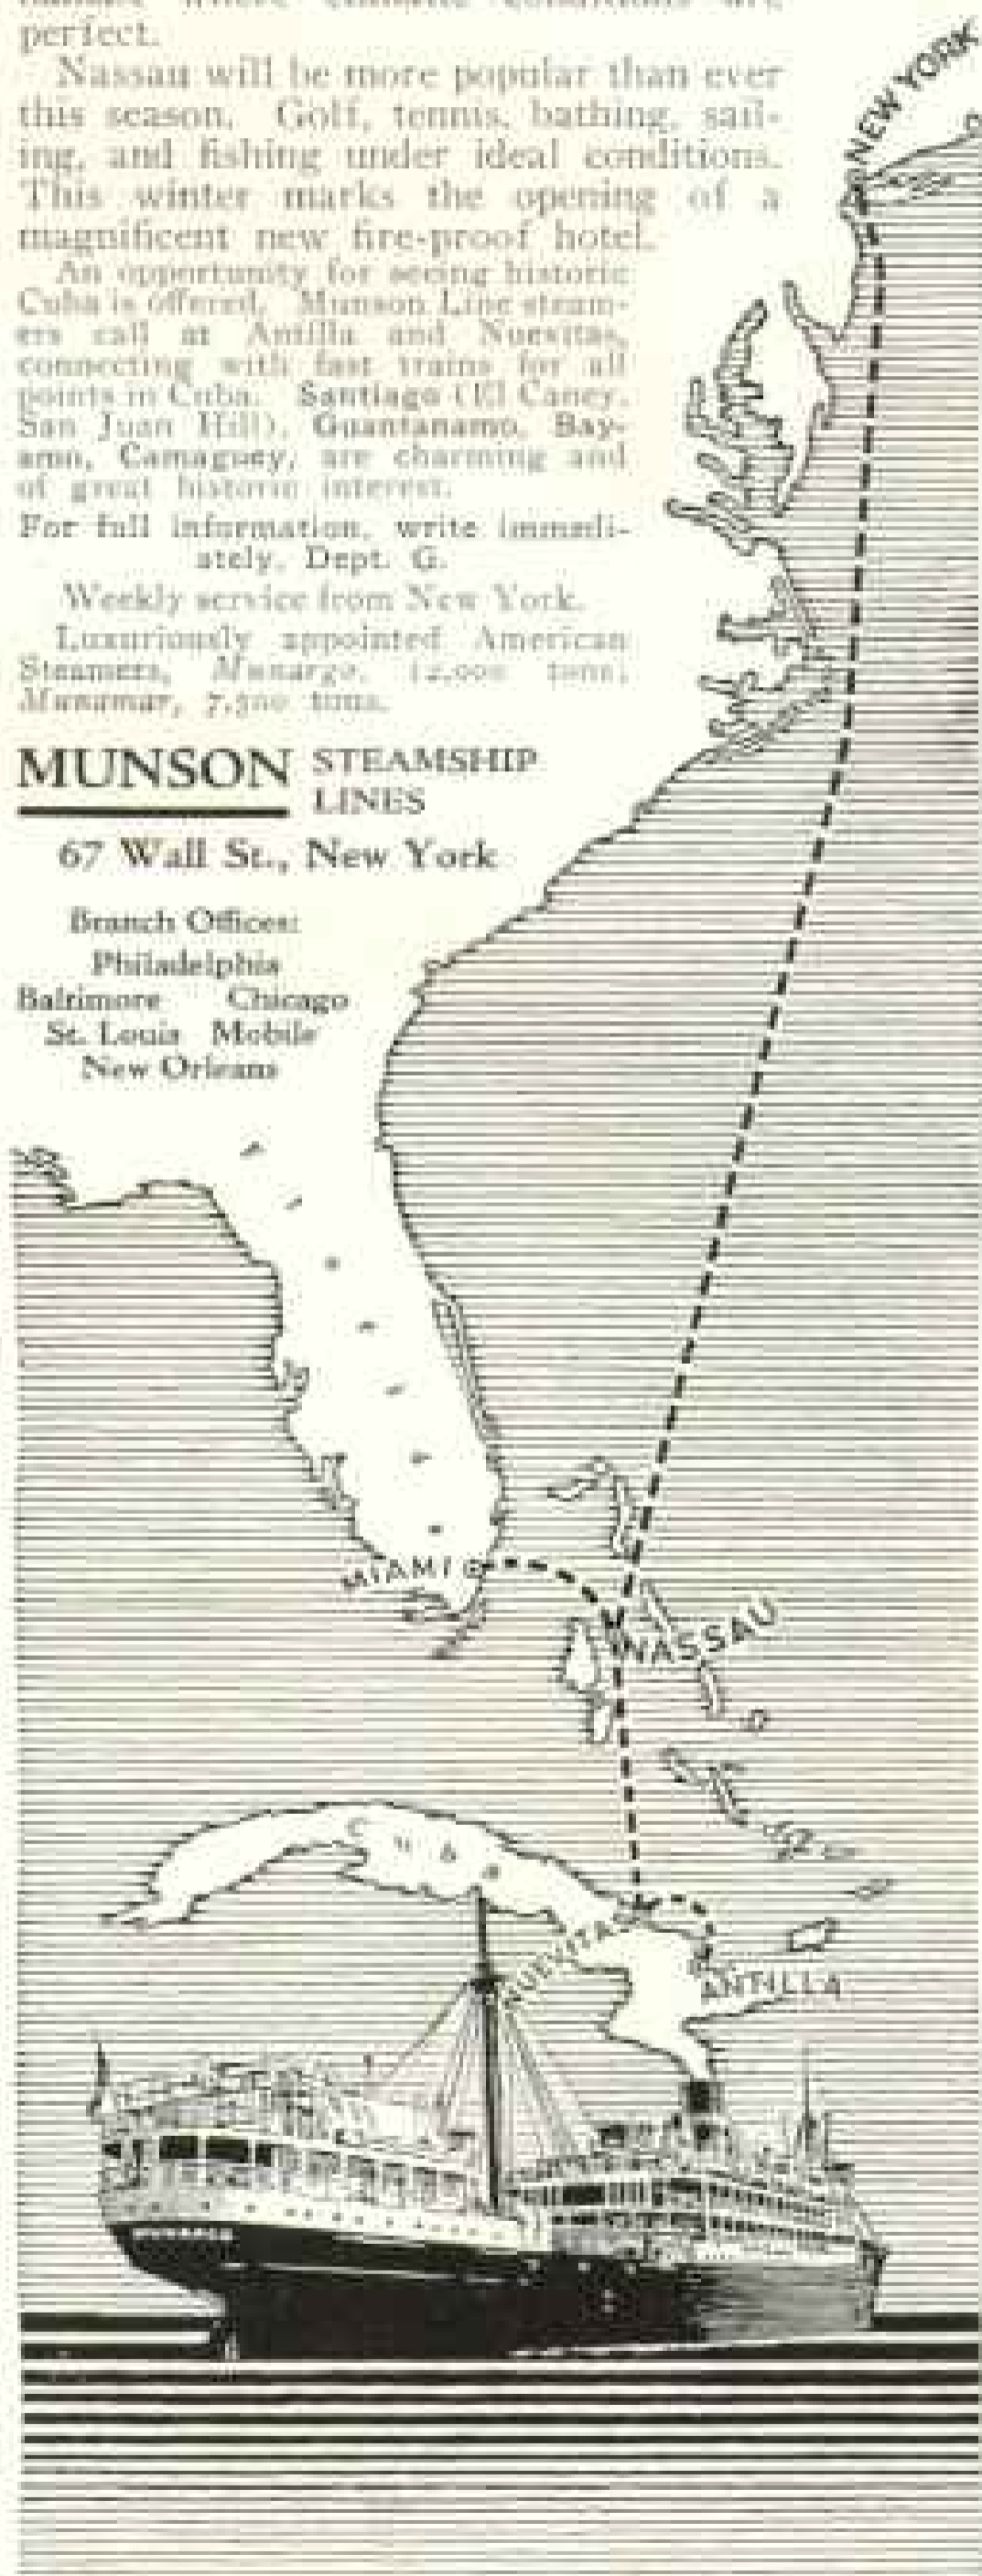 perfect.
Nassau will be more popular than ever
this season. Golf, tennis, bathing, sail-
ing, and fishing under ideal conditions.
This winter marks the opening of a
magnificent new fire-proof hotel.
An opportunity for seeing historic
Cuba is offered. Munson Line steam-
ers call at Antilla and Nuevitas,
connecting with fast trains for all
points in Cuba. Santiago (El Caney,
San Juan Hill), Guantanamo, Bay-
amo, Camaguey, are charming and
of great historic interest.
For full information, write immedi-
ately, Dept. G.
Weekly service from New York.
Luxuriously appointed American
Steamers, Munargo, 12,000 tons;
Munamar, 7,500 tons.
MUNSON STEAMSHIP
LINES
67 Wall St., New York
Branch Offices:
Philadelphia
Baltimore Chicago
St. Louis Mobile
New Orleans
NEW YORK
MIAMI
NASSAU
CUBA
NUEVITAS
ANTILLA